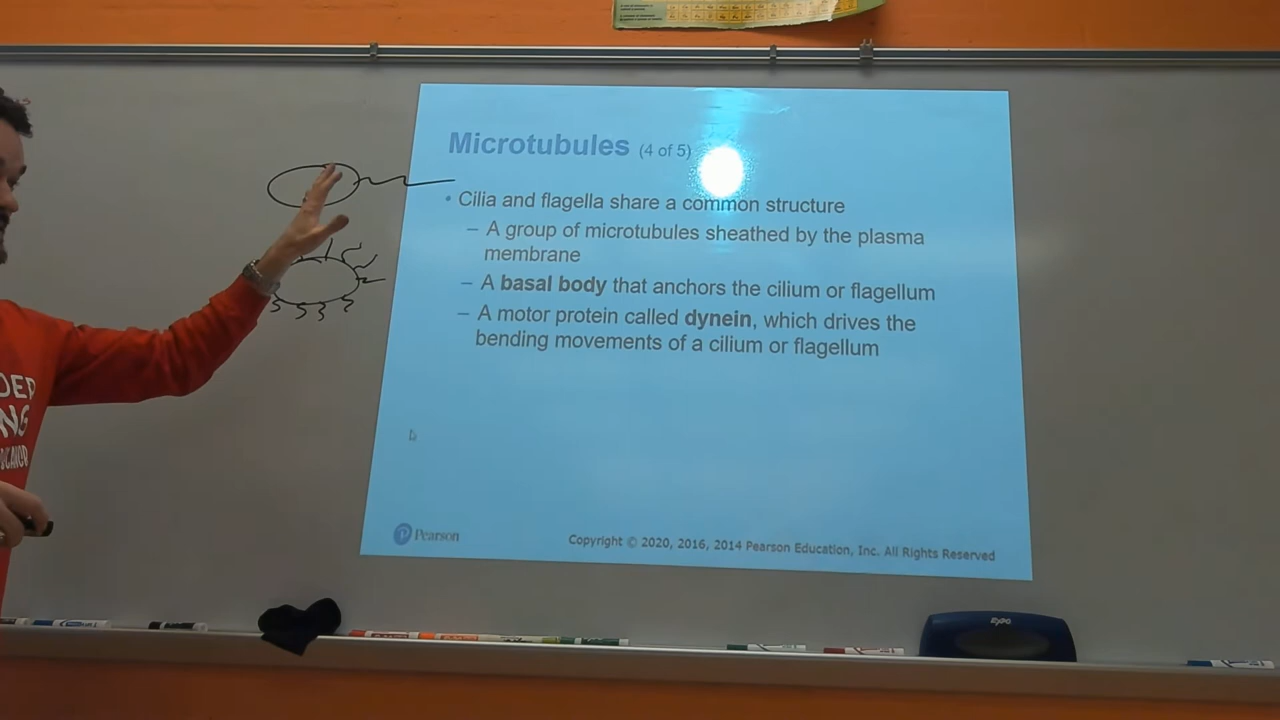 Microtubules (4 of 5)
• Cilia and flagella share a common structure
– A group of microtubules sheathed by the plasma
membrane
– A basal body that anchors the cilium or flagellum
– A motor protein called dynein, which drives the
bending movements of a cilium or flagellum
Pearson
Copyright © 2020, 2016, 2014 Pearson Education, Inc. All Rights Reserved
EXPO